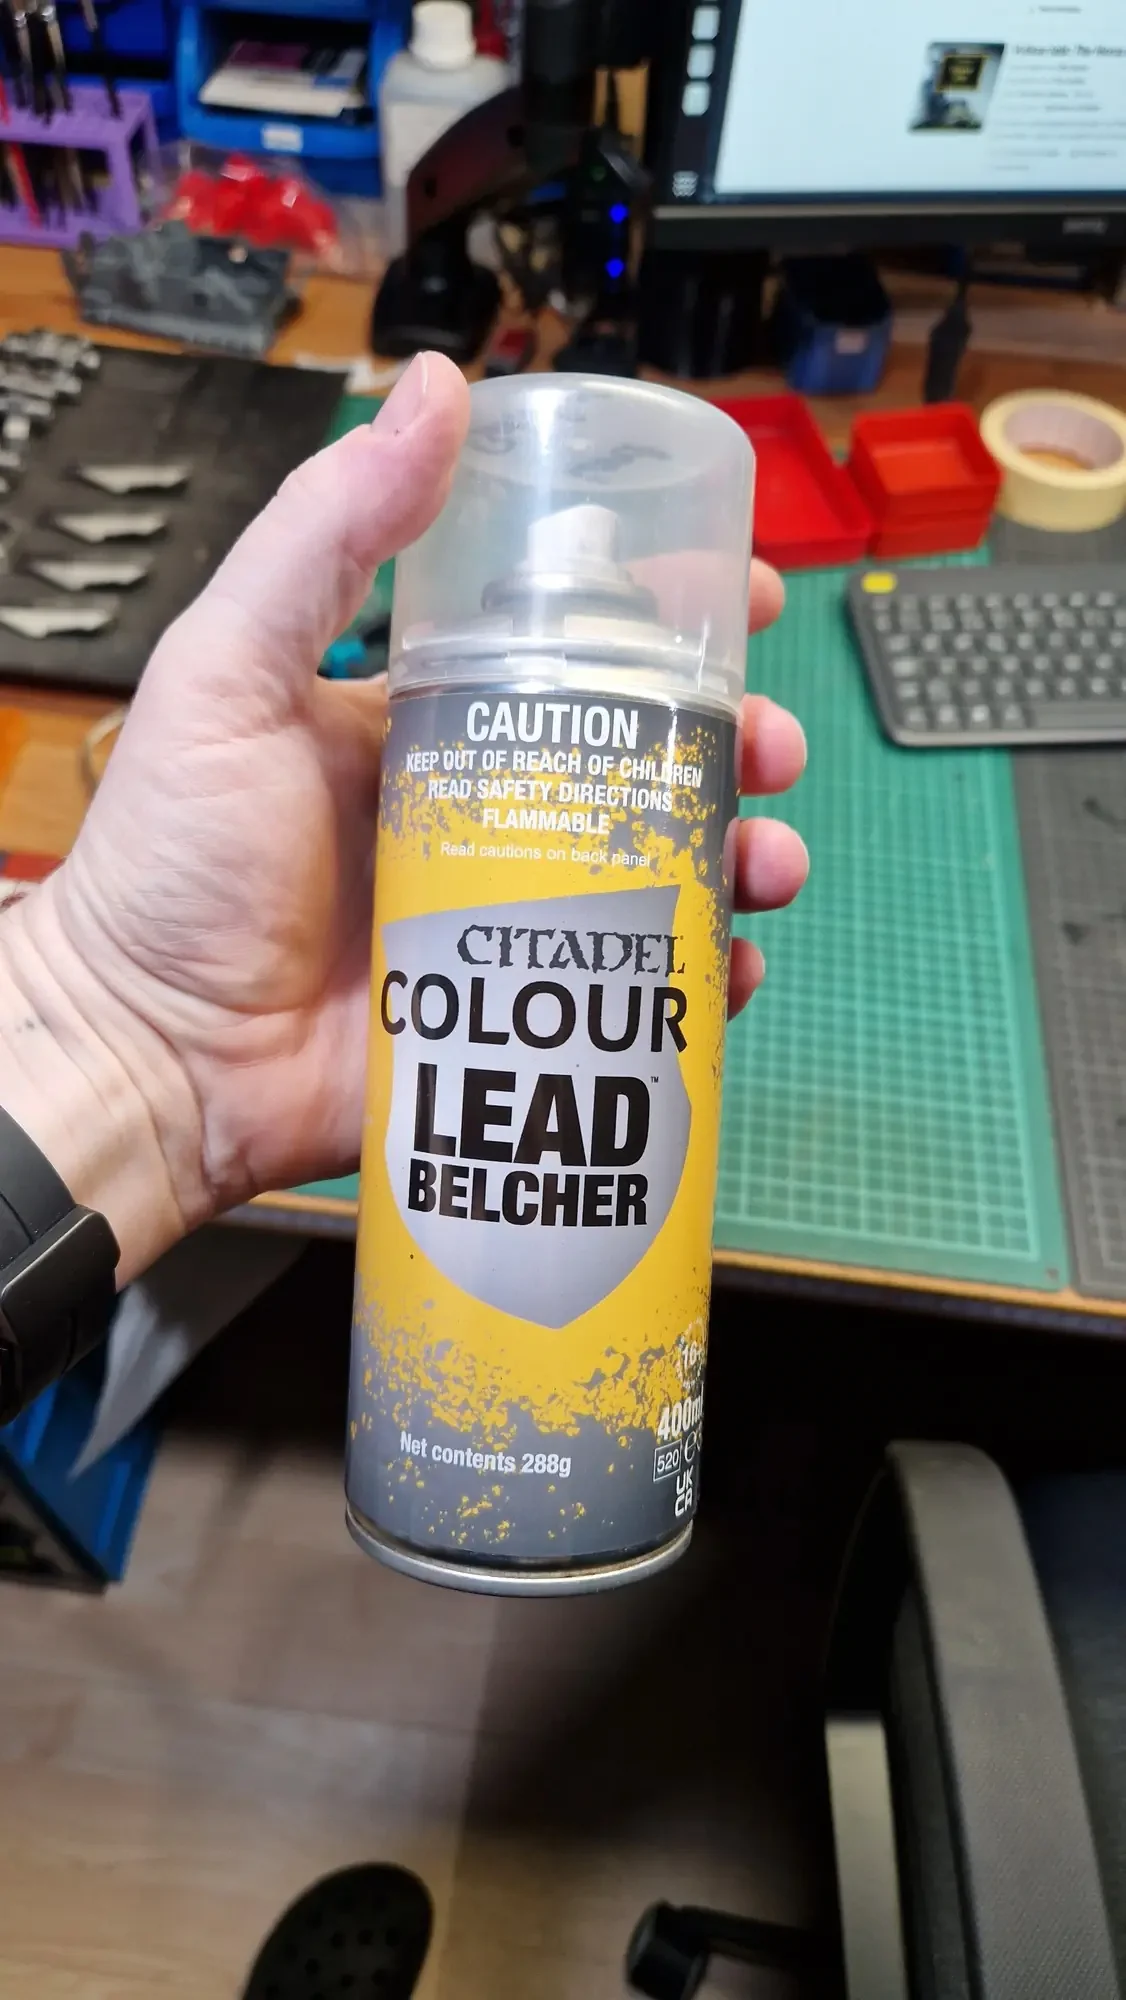 CAUTION
KEEP OUT OF REACH OF CHILDREN
READ SAFETY DIRECTIONS
FLAMMABLE
Read cautions on back panel
CITADEL
COLOUR
LEAD™
BELCHER
400ml
Net contents 288g
520
UK
CA